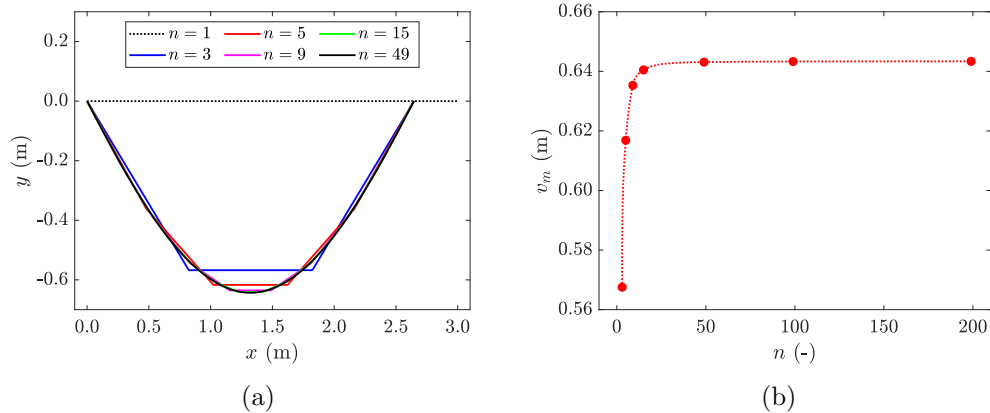 0.2
0.0
-0.2
-0.4
-0.6
y (m)
0.0 0.5 1.0 1.5 2.0 2.5 3.0
x (m)
n = 1 n = 5 n = 15
n = 3 n = 9 n = 49
(a)
0.66
0.64
0.62
0.60
0.58
0.56
v_m (m)
0 50 100 150 200
n (-)
(b)